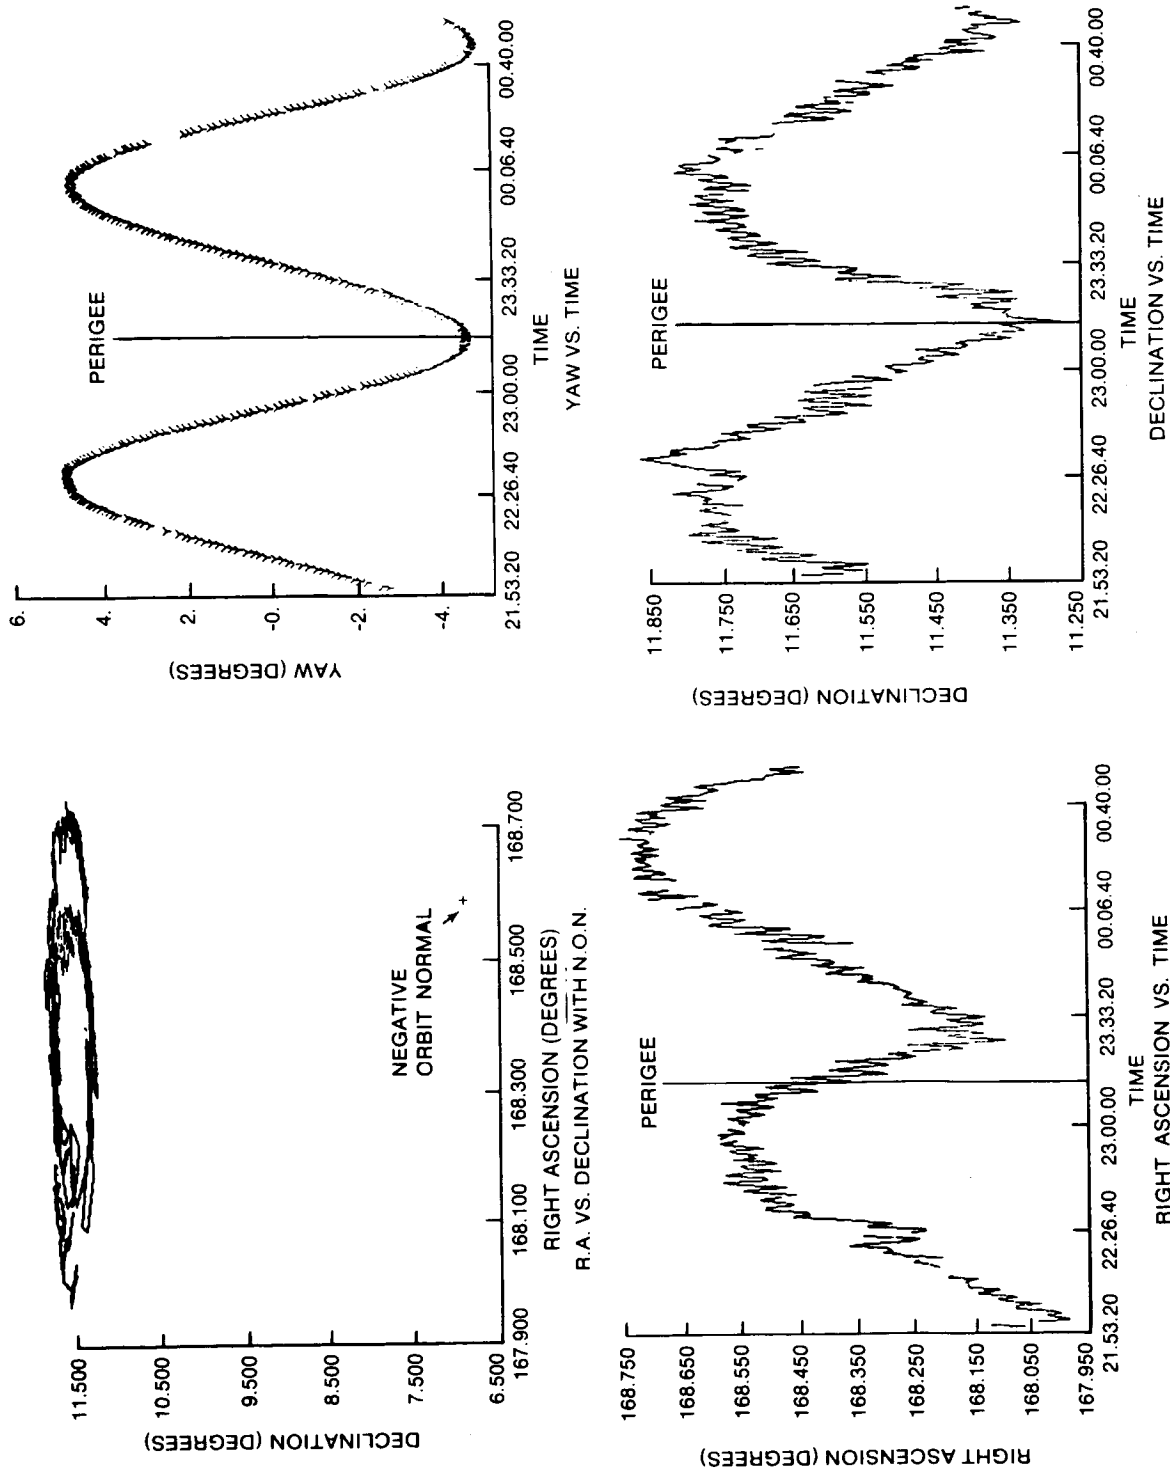 DECLINATION (DEGREES)
11.500
10.500
9.500
8.500
7.500
6.500
NEGATIVE
ORBIT NORMAL
+
167.900 168.100 168.300 168.500 168.700
RIGHT ASCENSION (DEGREES)
R.A. VS. DECLINATION WITH N.O.N.
YAW (DEGREES)
6.
4.
2.
-0.
-2.
-4.
PERIGEE
21.53.20 22.26.40 23.00.00 23.33.20 00.06.40 00.40.00
TIME
YAW VS. TIME
RIGHT ASCENSION (DEGREES)
168.750
168.650
168.550
168.450
168.350
168.250
168.150
168.050
167.950
PERIGEE
21.53.20 22.26.40 23.00.00 23.33.20 00.06.40 00.40.00
TIME
RIGHT ASCENSION VS. TIME
DECLINATION (DEGREES)
11.850
11.750
11.650
11.550
11.450
11.350
11.250
PERIGEE
21.53.20 22.26.40 23.00.00 23.33.20 00.06.40 00.40.00
TIME
DECLINATION VS. TIME